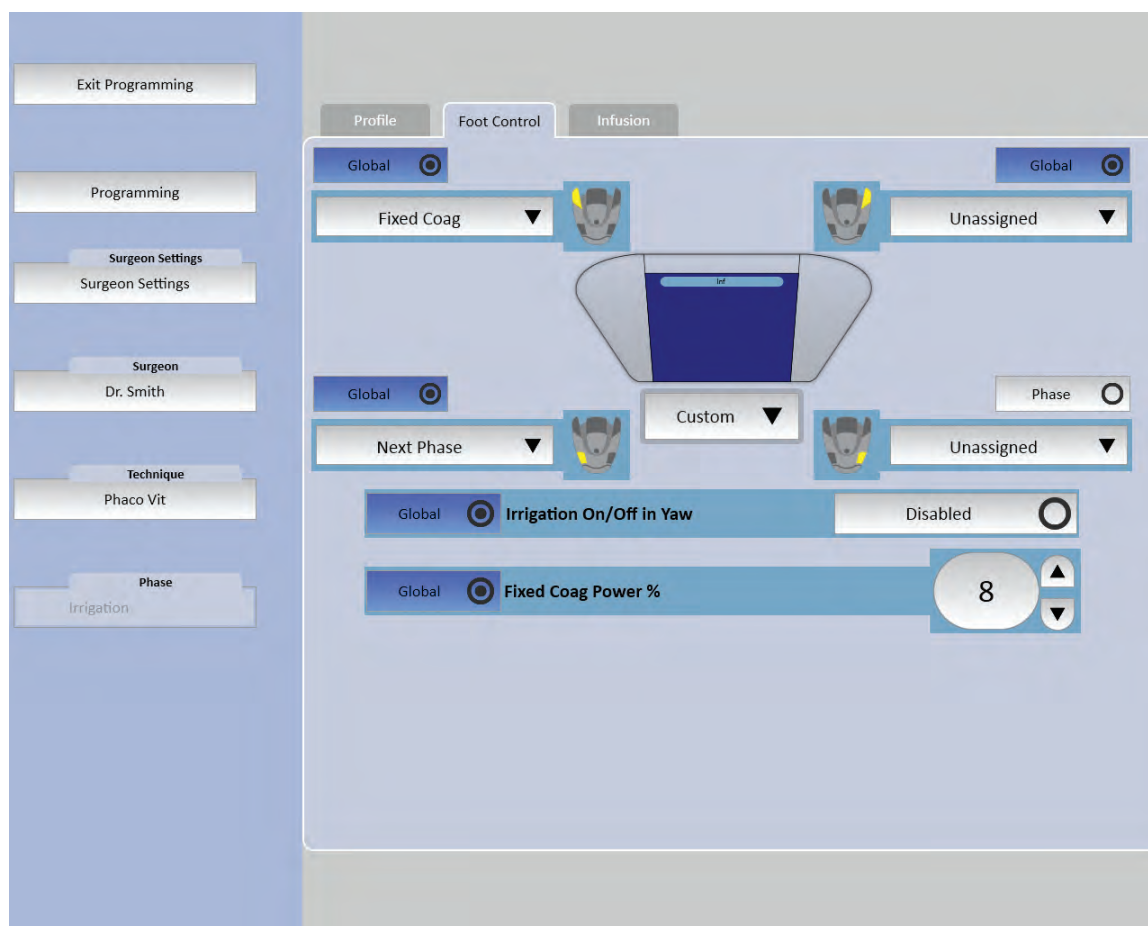 Exit Programming
Programming
Surgeon Settings
Surgeon Settings
Surgeon
Dr. Smith
Technique
Phaco Vit
Phase
Irrigation
Profile
Foot Control
Infusion
Global
Global
Fixed Coag
Unassigned
Inf
Global
Phase
Custom
Next Phase
Unassigned
Global Irrigation On/Off in Yaw Disabled
Global Fixed Coag Power % 8